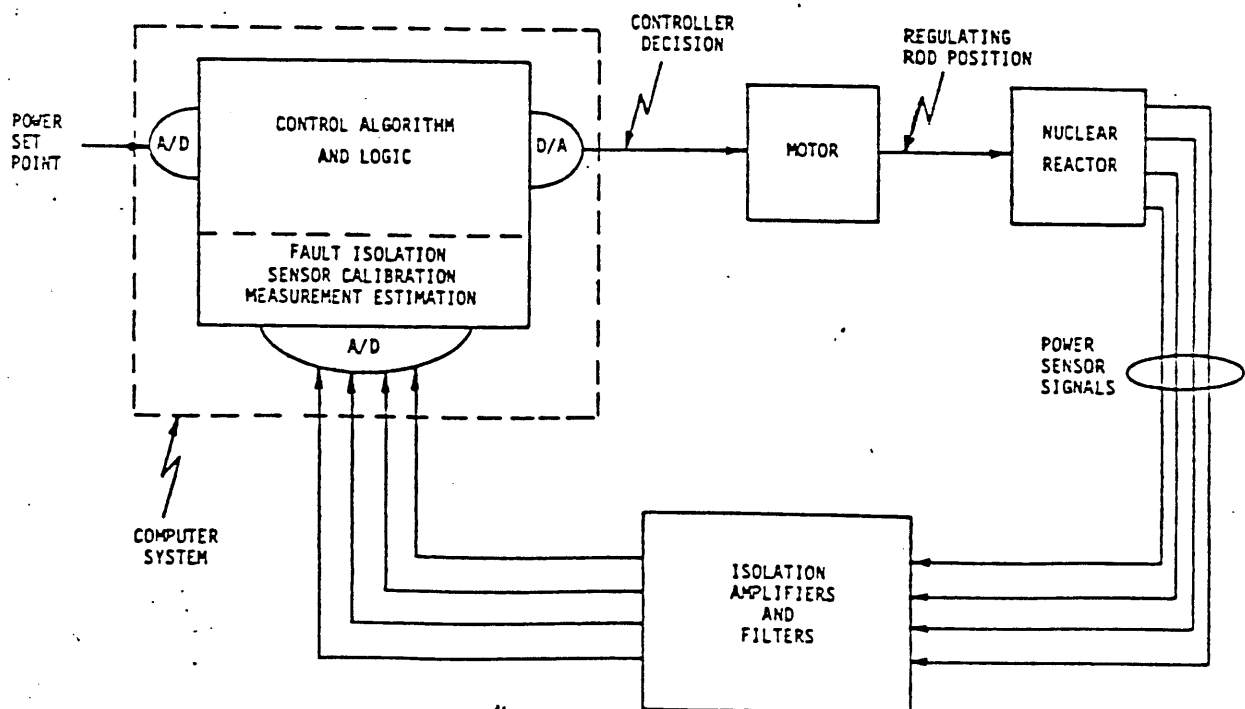 CONTROLLER
DECISION
REGULATING
ROD POSITION
POWER
SET
POINT
A/D
CONTROL ALGORITHM
AND LOGIC
D/A
MOTOR
NUCLEAR
REACTOR
FAULT ISOLATION
SENSOR CALIBRATION
MEASUREMENT ESTIMATION
A/D
POWER
SENSOR
SIGNALS
COMPUTER
SYSTEM
ISOLATION
AMPLIFIERS
AND
FILTERS